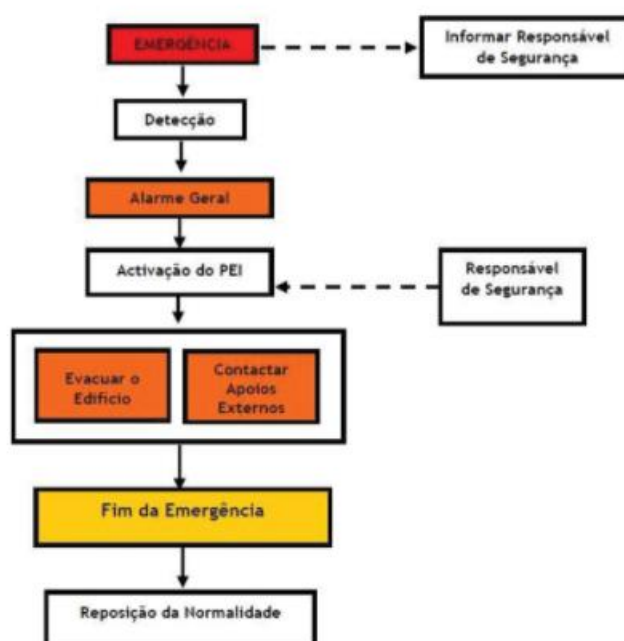 EMERGÊNCIA
Informar Responsável
de Segurança
Detecção
Alarme Geral
Activação do PEI
Responsável
de Segurança
Evacuar o
Edifício
Contactar
Apoios
Externos
Fim da Emergência
Reposição da Normalidade